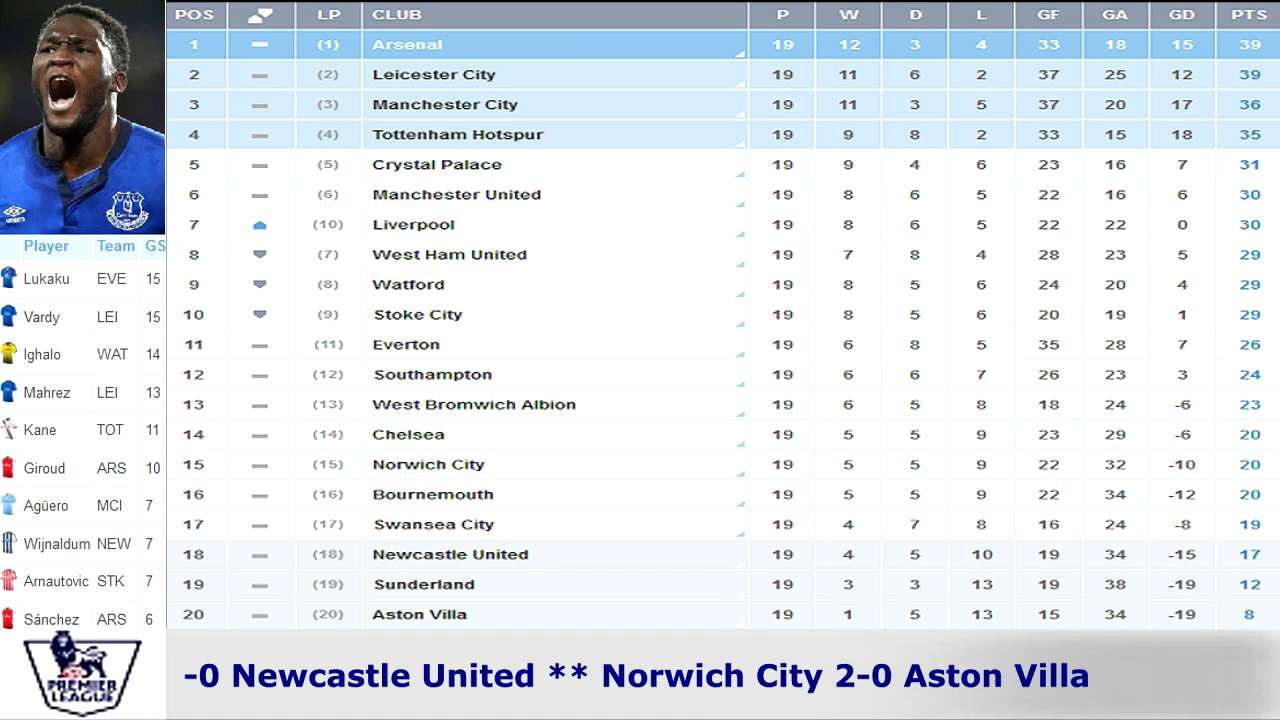 POS LP CLUB P W D L GF GA GD PTS
1 (1) Arsenal 19 12 3 4 33 18 15 39
2 (2) Leicester City 19 11 6 2 37 25 12 39
3 (3) Manchester City 19 11 3 5 37 20 17 36
4 (4) Tottenham Hotspur 19 9 8 2 33 15 18 35
5 (5) Crystal Palace 19 9 4 6 23 16 7 31
6 (6) Manchester United 19 8 6 5 22 16 6 30
7 (10) Liverpool 19 8 6 5 22 22 0 30
8 (7) West Ham United 19 7 8 4 28 23 5 29
9 (8) Watford 19 8 5 6 24 20 4 29
10 (9) Stoke City 19 8 5 6 20 19 1 29
11 (11) Everton 19 6 8 5 35 28 7 26
12 (12) Southampton 19 6 6 7 26 23 3 24
13 (13) West Bromwich Albion 19 6 5 8 18 24 -6 23
14 (14) Chelsea 19 5 5 9 23 29 -6 20
15 (15) Norwich City 19 5 5 9 22 32 -10 20
16 (16) Bournemouth 19 5 5 9 22 34 -12 20
17 (17) Swansea City 19 4 7 8 16 24 -8 19
18 (18) Newcastle United 19 4 5 10 19 34 -15 17
19 (19) Sunderland 19 3 3 13 19 38 -19 12
20 (20) Aston Villa 19 1 5 13 15 34 -19 8
umbro
Player Team GS
Lukaku EVE 15
Vardy LEI 15
Ighalo WAT 14
Mahrez LEI 13
Kane TOT 11
Giroud ARS 10
Agüero MCI 7
Wijnaldum NEW 7
Arnautovic STK 7
Sánchez ARS 6
PREMIER
LEAGUE
-0 Newcastle United ** Norwich City 2-0 Aston Villa